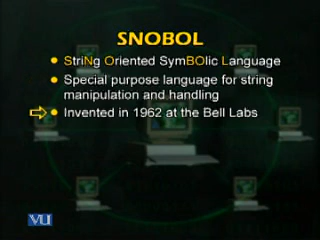 SNOBOL
StriNg Oriented SymBOlic Language
Special purpose language for string
manipulation and handling
Invented in 1962 at the Bell Labs
VU